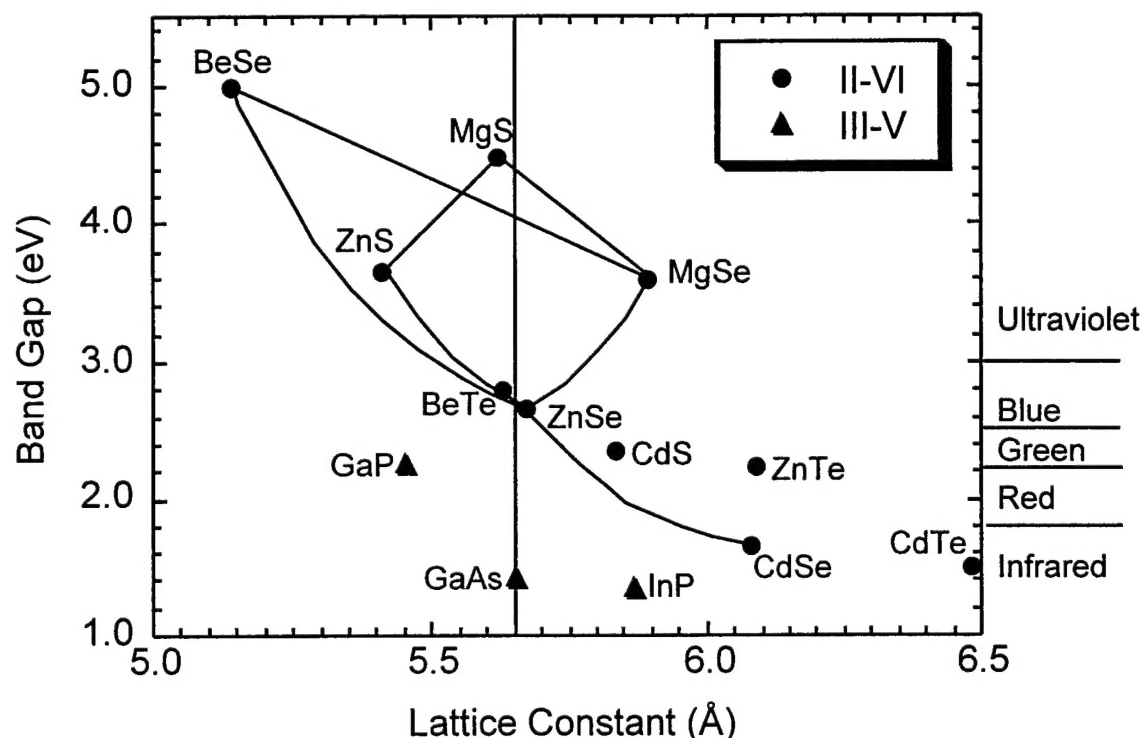 BeSe
MgS
ZnS
MgSe
BeTe
ZnSe
CdS
ZnTe
GaP
GaAs
InP
CdSe
CdTe
II-VI
III-V
5.0
4.0
3.0
2.0
1.0
Band Gap (eV)
5.0
5.5
6.0
6.5
Lattice Constant (Å)
Ultraviolet
Blue
Green
Red
Infrared